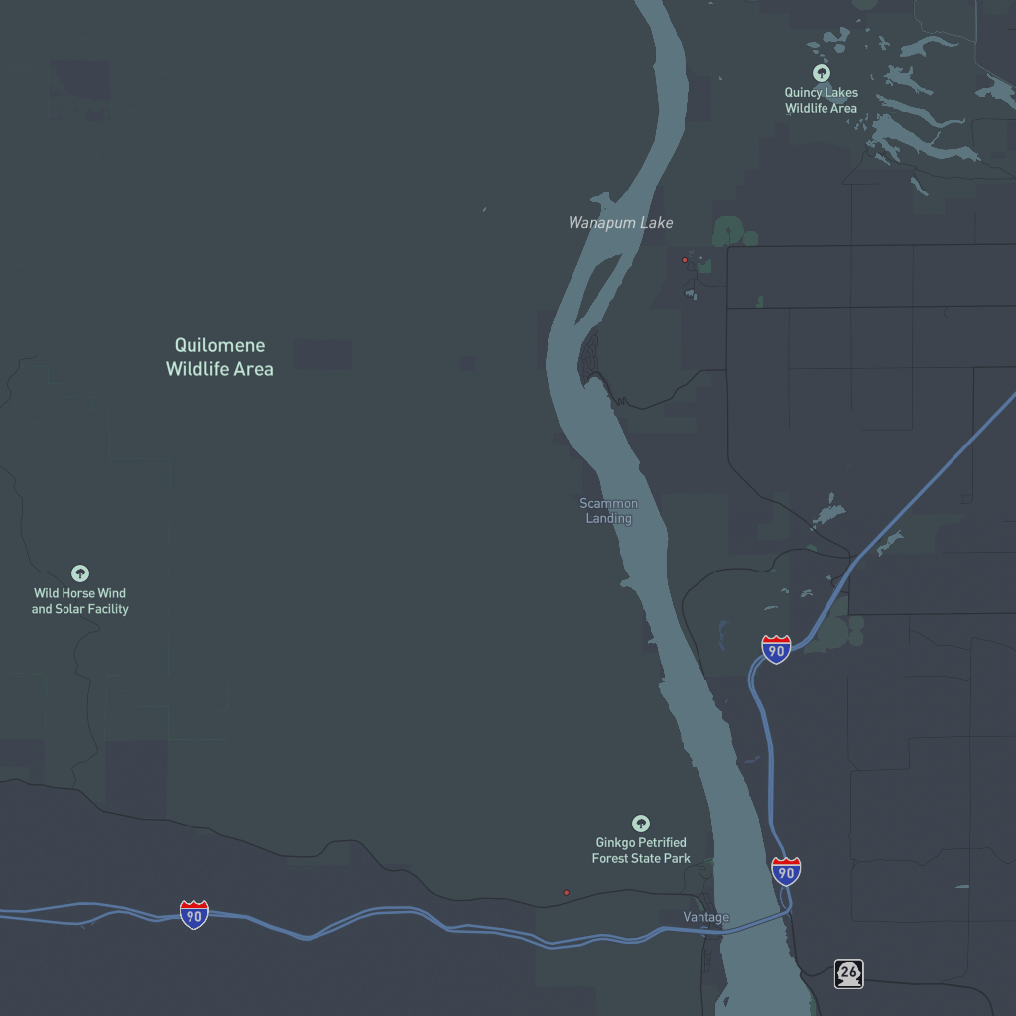 Quincy Lakes
Wildlife Area
Wanapum Lake
Quilomene
Wildlife Area
Scammon
Landing
Wild Horse Wind
and Solar Facility
90
Ginkgo Petrified
Forest State Park
90
90
Vantage
26